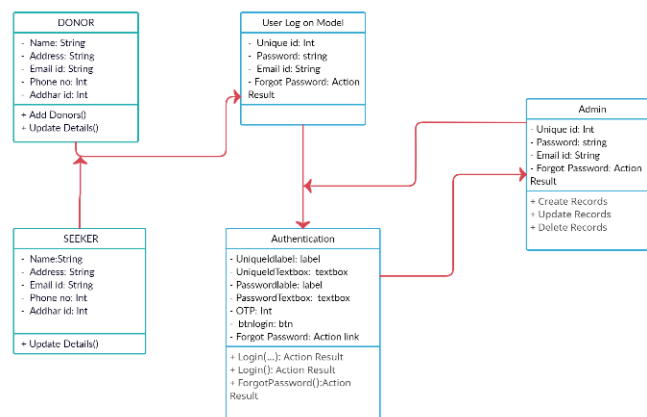 DONOR
- Name: String
- Address: String
- Email id: String
- Phone no: Int
- Addhar id: Int
+ Add Donors()
+ Update Details()
User Log on Model
- Unique id: Int
- Password: string
- Email id: String
- Forgot Password: Action
Result
Admin
- Unique id: Int
- Password: string
- Email id: String
- Forgot Password: Action
Result
+ Create Records
+ Update Records
+ Delete Records
SEEKER
- Name:String
- Address: String
- Email id: String
- Phone no: Int
- Addhar id: Int
+ Update Details()
Authentication
- UniqueIdlabel: label
- UniqueIdTextbox: textbox
- Passwordlable: label
- PasswordTextbox: textbox
- OTP: Int
- btnlogin: btn
- Forgot Password: Action link
+ Login(...): Action Result
+ Login(): Action Result
+ ForgotPassword():Action
Result